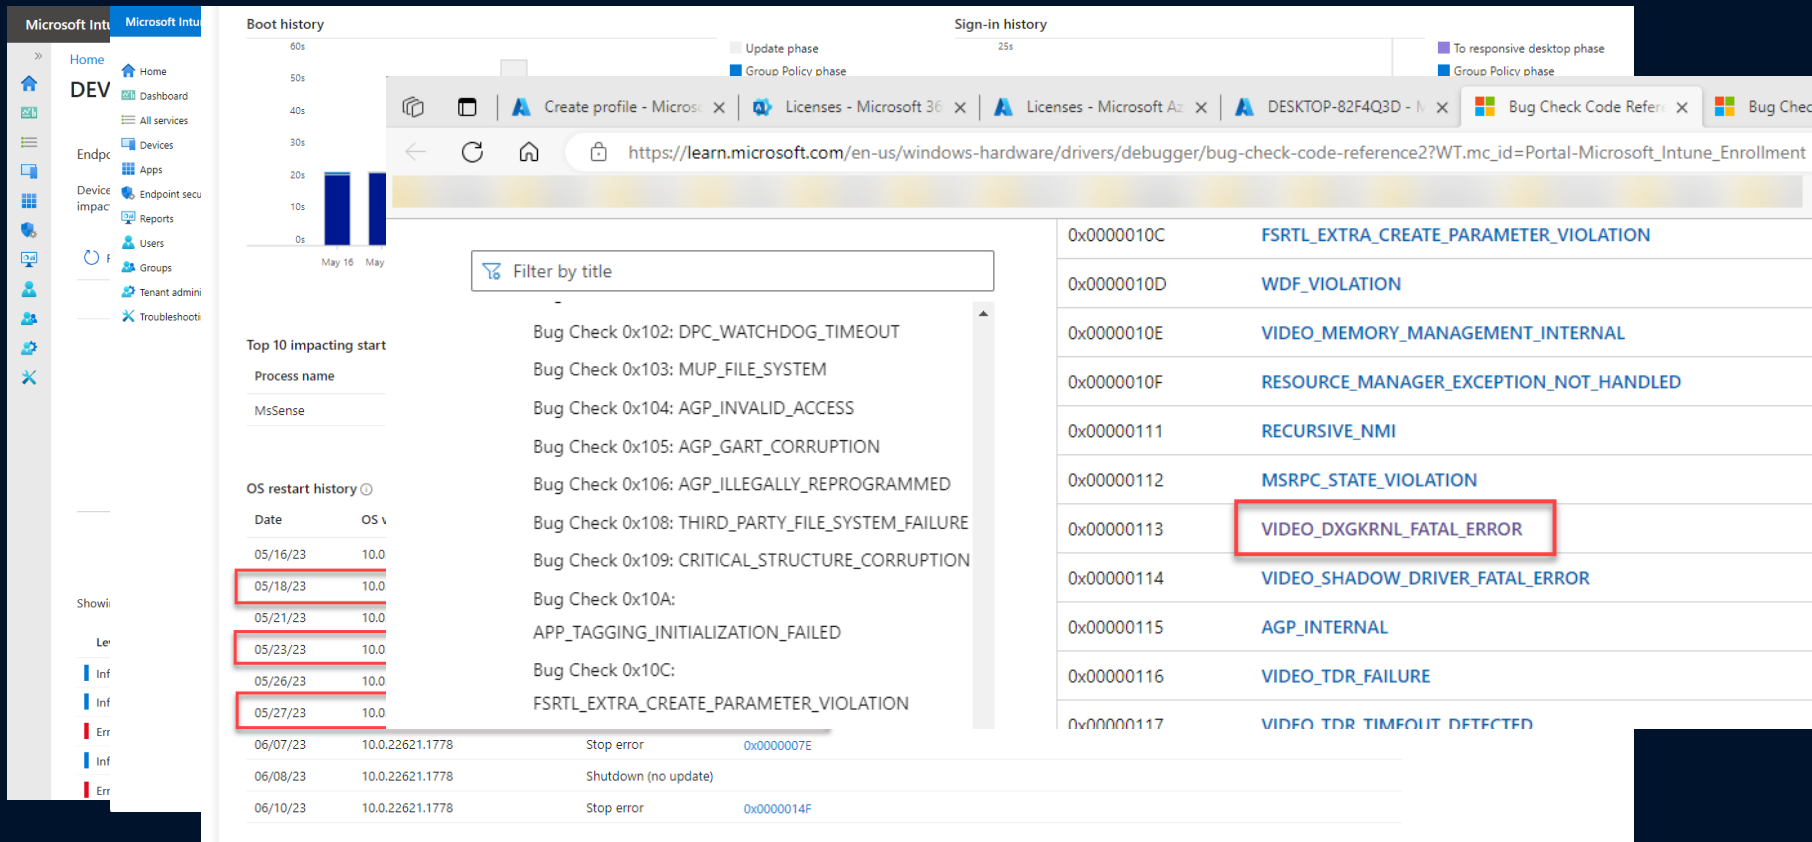 Microsoft Intu
Home
DEV
Endpo
Device
impac
Showi
Le
Inf
Inf
Err
Inf
Err
Microsoft Intu
Home
Dashboard
All services
Devices
Apps
Endpoint secu
Reports
Users
Groups
Tenant admini
Troubleshooti
Boot history
60s
50s
40s
30s
20s
10s
0s
May 16 May
Update phase
Group Policy phase
Sign-in history
25s
To responsive desktop phase
Group Policy phase
Top 10 impacting start
Process name
MsSense
OS restart history
Date OS v
05/16/23 10.0
05/18/23 10.0
05/21/23 10.0
05/23/23 10.0
05/26/23 10.0
05/27/23 10.0
06/07/23 10.0.22621.1778 Stop error 0x0000007E
06/08/23 10.0.22621.1778 Shutdown (no update)
06/10/23 10.0.22621.1778 Stop error 0x0000014F
Create profile - Microso
Licenses - Microsoft 36
Licenses - Microsoft Az
DESKTOP-82F4Q3D - M
Bug Check Code Refere
Bug Chec
https://learn.microsoft.com/en-us/windows-hardware/drivers/debugger/bug-check-code-reference2?WT.mc_id=Portal-Microsoft_Intune_Enrollment
Filter by title
Bug Check 0x102: DPC_WATCHDOG_TIMEOUT
Bug Check 0x103: MUP_FILE_SYSTEM
Bug Check 0x104: AGP_INVALID_ACCESS
Bug Check 0x105: AGP_GART_CORRUPTION
Bug Check 0x106: AGP_ILLEGALLY_REPROGRAMMED
Bug Check 0x108: THIRD_PARTY_FILE_SYSTEM_FAILURE
Bug Check 0x109: CRITICAL_STRUCTURE_CORRUPTION
Bug Check 0x10A:
APP_TAGGING_INITIALIZATION_FAILED
Bug Check 0x10C:
FSRTL_EXTRA_CREATE_PARAMETER_VIOLATION
0x0000010C FSRTL_EXTRA_CREATE_PARAMETER_VIOLATION
0x0000010D WDF_VIOLATION
0x0000010E VIDEO_MEMORY_MANAGEMENT_INTERNAL
0x0000010F RESOURCE_MANAGER_EXCEPTION_NOT_HANDLED
0x00000111 RECURSIVE_NMI
0x00000112 MSRPC_STATE_VIOLATION
0x00000113 VIDEO_DXGKRNL_FATAL_ERROR
0x00000114 VIDEO_SHADOW_DRIVER_FATAL_ERROR
0x00000115 AGP_INTERNAL
0x00000116 VIDEO_TDR_FAILURE
0x00000117 VIDEO_TDR_TIMEOUT_DETECTED